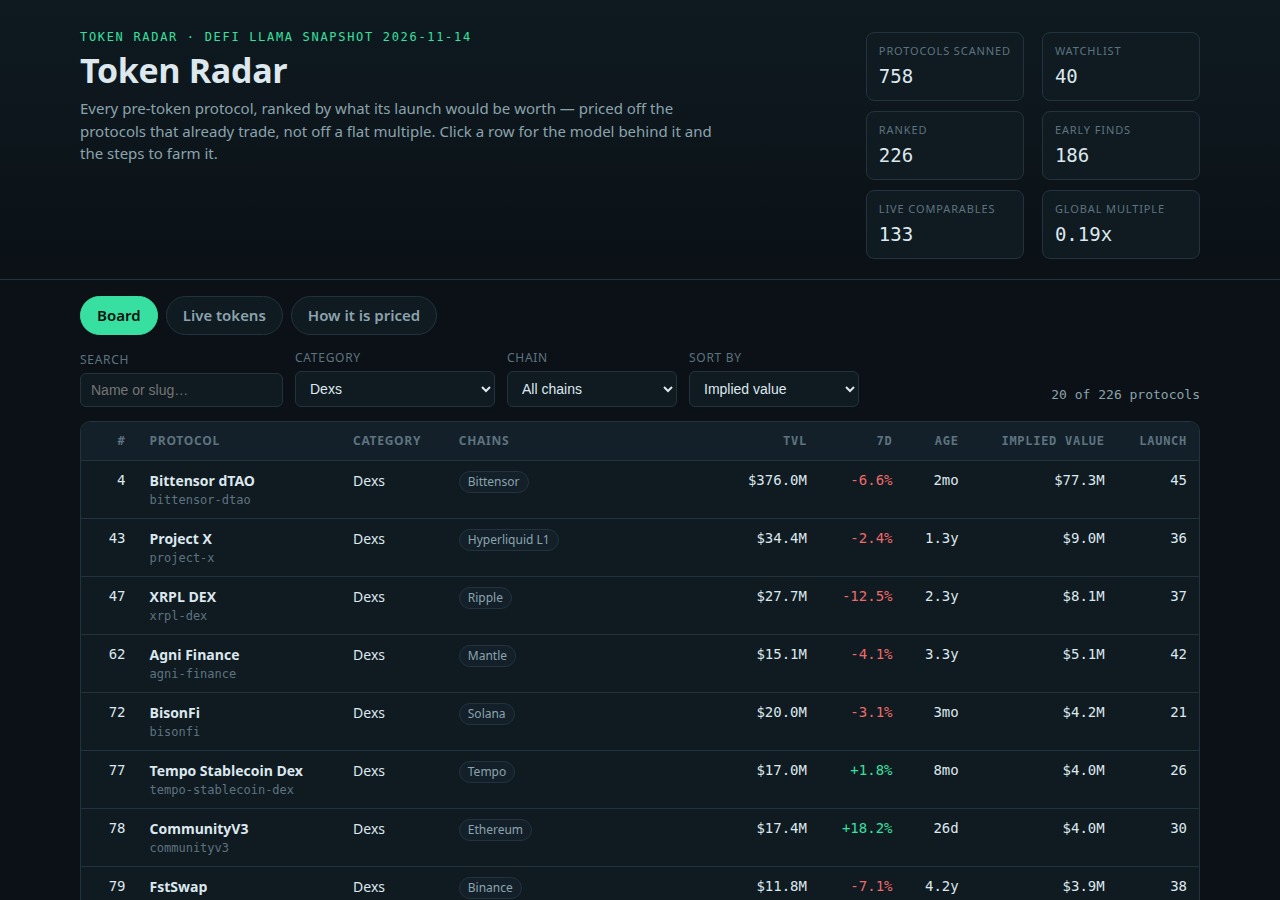 TOKEN RADAR · DEFI LLAMA SNAPSHOT 2026-11-14
Token Radar
Every pre-token protocol, ranked by what its launch would be worth — priced off the
protocols that already trade, not off a flat multiple. Click a row for the model behind it and
the steps to farm it.
PROTOCOLS SCANNED
758
WATCHLIST
40
RANKED
226
EARLY FINDS
186
LIVE COMPARABLES
133
GLOBAL MULTIPLE
0.19x
Board Live tokens How it is priced
SEARCH CATEGORY CHAIN SORT BY
Name or slug… Dexs All chains Implied value 20 of 226 protocols
# PROTOCOL CATEGORY CHAINS TVL 7D AGE IMPLIED VALUE LAUNCH
4 Bittensor dTAO Dexs Bittensor $376.0M -6.6% 2mo $77.3M 45
bittensor-dtao
43 Project X Dexs Hyperliquid L1 $34.4M -2.4% 1.3y $9.0M 36
project-x
47 XRPL DEX Dexs Ripple $27.7M -12.5% 2.3y $8.1M 37
xrpl-dex
62 Agni Finance Dexs Mantle $15.1M -4.1% 3.3y $5.1M 42
agni-finance
72 BisonFi Dexs Solana $20.0M -3.1% 3mo $4.2M 21
bisonfi
77 Tempo Stablecoin Dex Dexs Tempo $17.0M +1.8% 8mo $4.0M 26
tempo-stablecoin-dex
78 CommunityV3 Dexs Ethereum $17.4M +18.2% 26d $4.0M 30
communityv3
79 FstSwap Dexs Binance $11.8M -7.1% 4.2y $3.9M 38